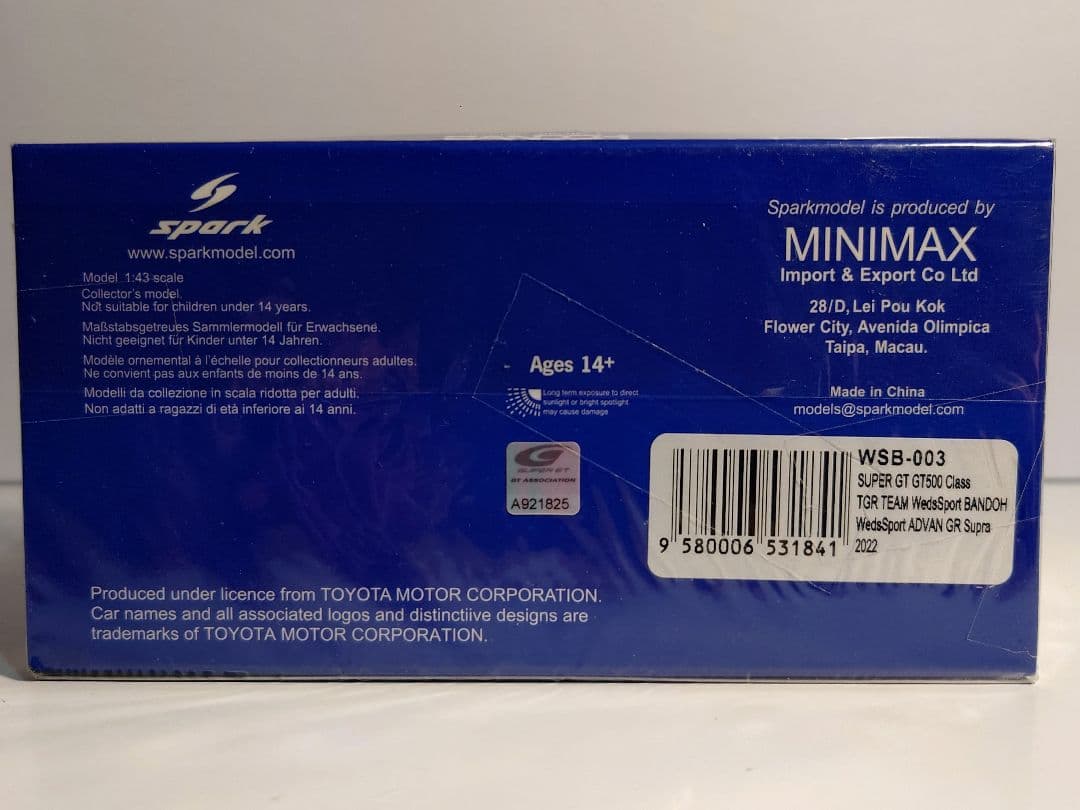 spark
www.sparkmodel.com
Model 1:43 scale
Collector's model.
Not suitable for children under 14 years.
Maßstabsgetreues Sammlermodell für Erwachsene.
Nicht geeignet für Kinder unter 14 Jahren.
Modèle ornemental à l'échelle pour collectionneurs adultes.
Ne convient pas aux enfants de moins de 14 ans.
Modelli da collezione in scala ridotta per adulti.
Non adatti a ragazzi di età inferiore ai 14 anni.
Ages 14+
Long term exposure to direct
sunlight or bright spotlight
may cause damage
SUPER GT
GT ASSOCIATION
A921825
Sparkmodel is produced by
MINIMAX
Import & Export Co Ltd
28/D, Lei Pou Kok
Flower City, Avenida Olimpica
Taipa, Macau.
Made in China
models@sparkmodel.com
WSB-003
SUPER GT GT500 Class
TGR TEAM WedsSport BANDOH
WedsSport ADVAN GR Supra
2022
9 580006 531841
Produced under licence from TOYOTA MOTOR CORPORATION.
Car names and all associated logos and distinctiive designs are
trademarks of TOYOTA MOTOR CORPORATION.